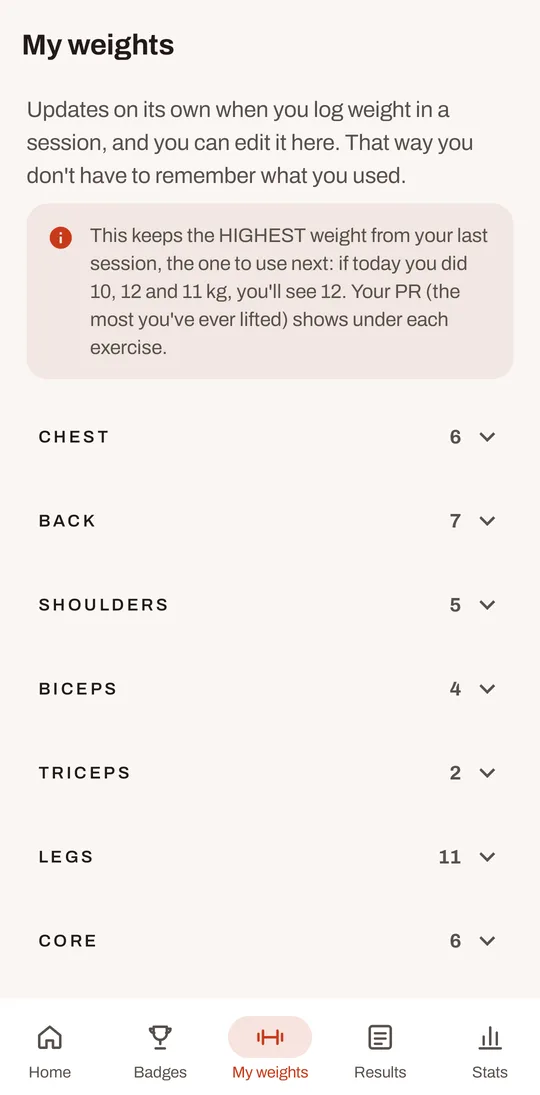 My weights
Updates on its own when you log weight in a
session, and you can edit it here. That way you
don't have to remember what you used.
This keeps the HIGHEST weight from your last
session, the one to use next: if today you did
10, 12 and 11 kg, you'll see 12. Your PR (the
most you've ever lifted) shows under each
exercise.
CHEST 6
BACK 7
SHOULDERS 5
BICEPS 4
TRICEPS 2
LEGS 11
CORE 6
Home Badges My weights Results Stats